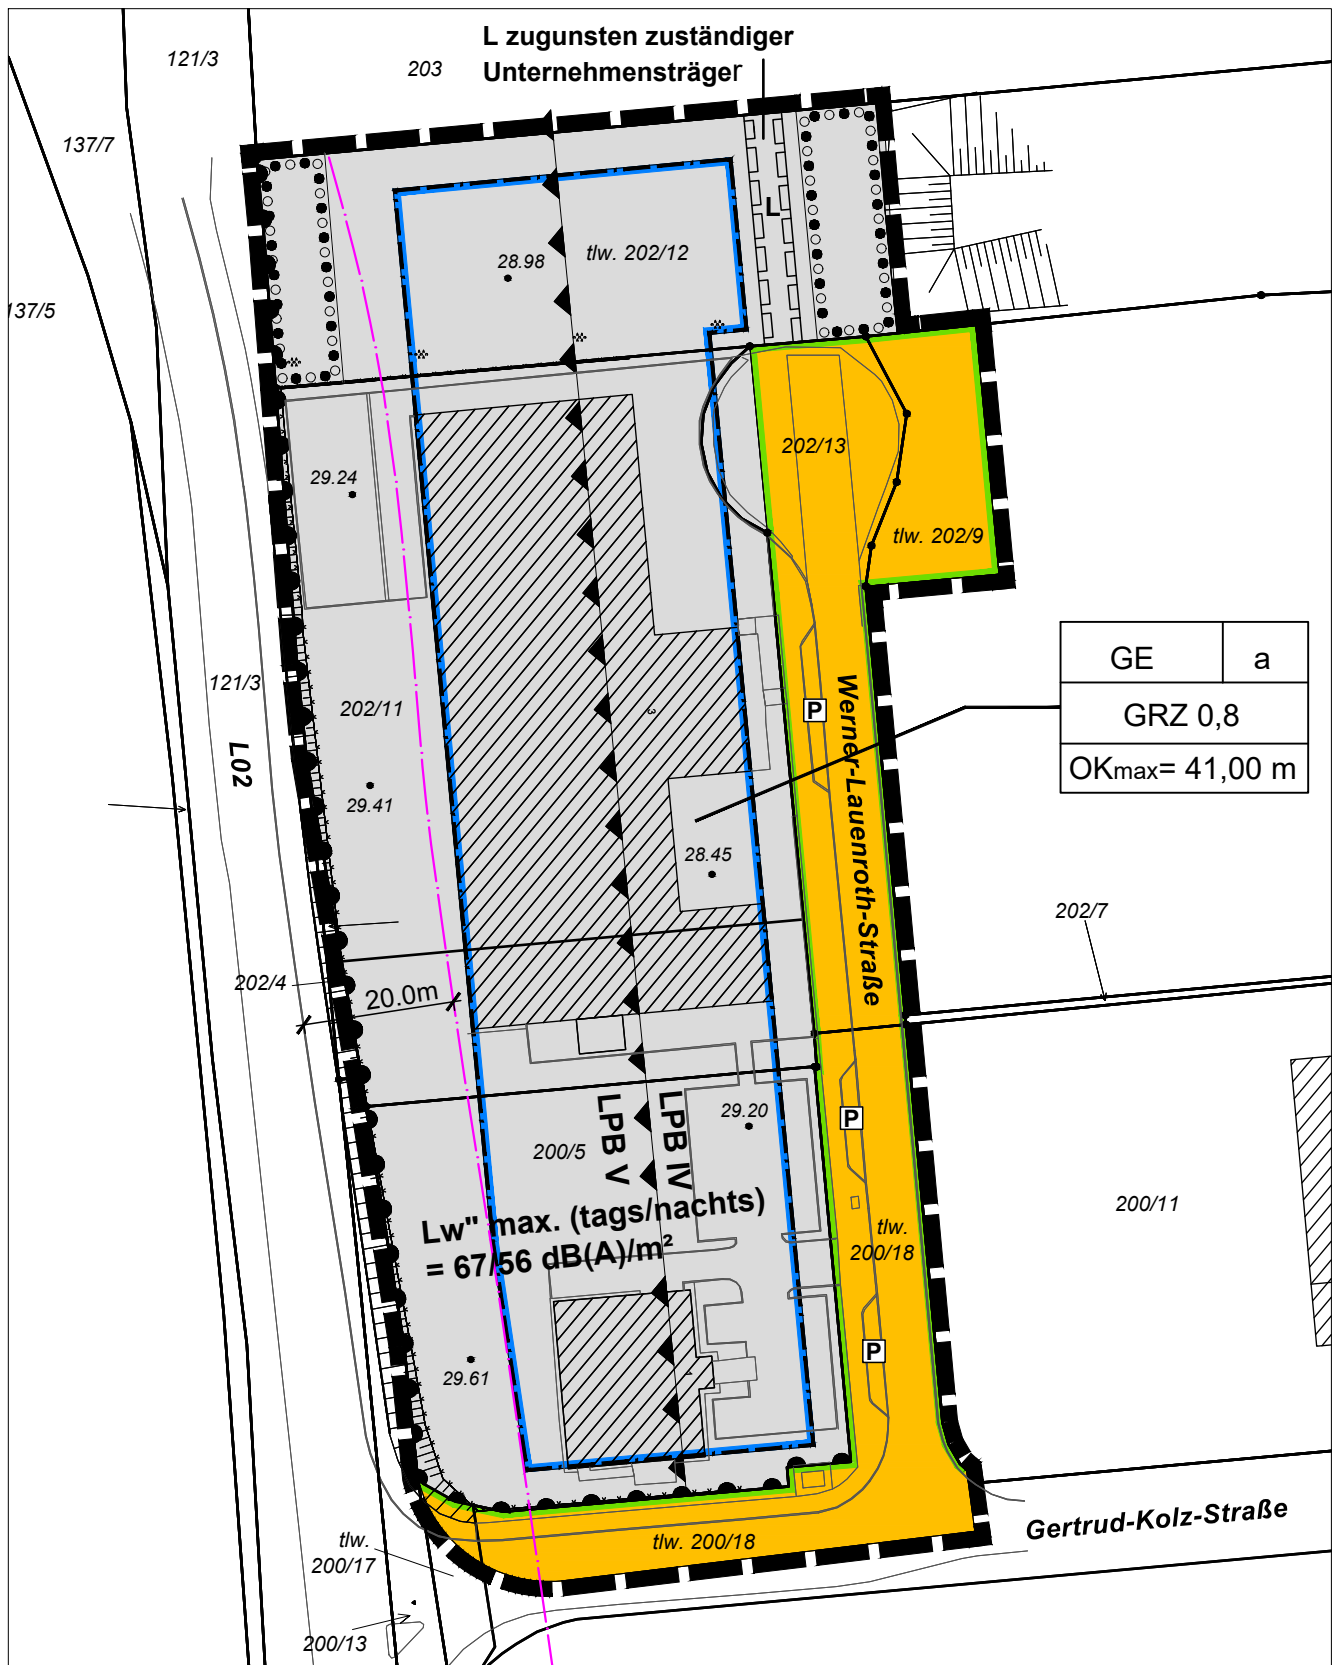 L zugunsten zuständiger
Unternehmensträger
121/3
203
137/7
137/5
L
28.98
tlw. 202/12
29.24
202/13
tlw. 202/9
GE
a
GRZ 0,8
OKmax= 41,00 m
121/3
202/11
L02
29.41
P
Werner-Lauenroth-Straße
3
28.45
202/7
202/4
20.0m
LPB V
LPB IV
29.20
P
200/5
200/11
Lw" max. (tags/nachts)
= 67/56 dB(A)/m²
tlw.
200/18
P
29.61
Gertrud-Kolz-Straße
tlw.
200/17
tlw. 200/18
200/13